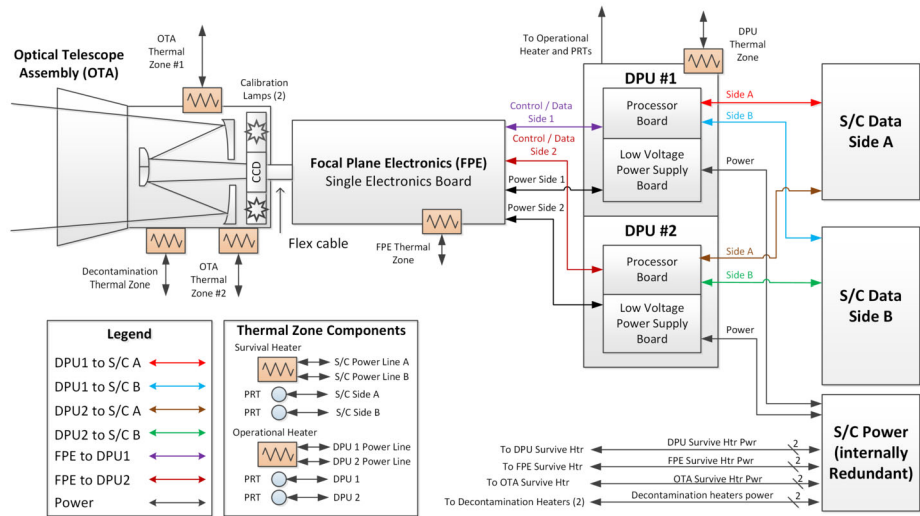 Optical Telescope
Assembly (OTA)
OTA
Thermal
Zone #1
Calibration
Lamps (2)
CCD
Flex cable
Decontamination
Thermal Zone
OTA
Thermal
Zone #2
Focal Plane Electronics (FPE)
Single Electronics Board
FPE Thermal
Zone
Control / Data
Side 1
Control / Data
Side 2
Power Side 1
Power Side 2
To Operational
Heater and PRTs
DPU
Thermal
Zone
DPU #1
Processor
Board
Low Voltage
Power Supply
Board
DPU #2
Processor
Board
Low Voltage
Power Supply
Board
Side A
Side B
Power
Side A
Side B
Power
S/C Data
Side A
S/C Data
Side B
S/C Power
(internally
Redundant)
Legend
DPU1 to S/C A
DPU1 to S/C B
DPU2 to S/C A
DPU2 to S/C B
FPE to DPU1
FPE to DPU2
Power
Thermal Zone Components
Survival Heater
S/C Power Line A
S/C Power Line B
PRT S/C Side A
PRT S/C Side B
Operational Heater
DPU 1 Power Line
DPU 2 Power Line
PRT DPU 1
PRT DPU 2
To DPU Survive Htr DPU Survive Htr Pwr 2
To FPE Survive Htr FPE Survive Htr Pwr 2
To OTA Survive Htr OTA Survive Htr Pwr 2
To Decontamination Heaters (2) Decontamination heaters power 2